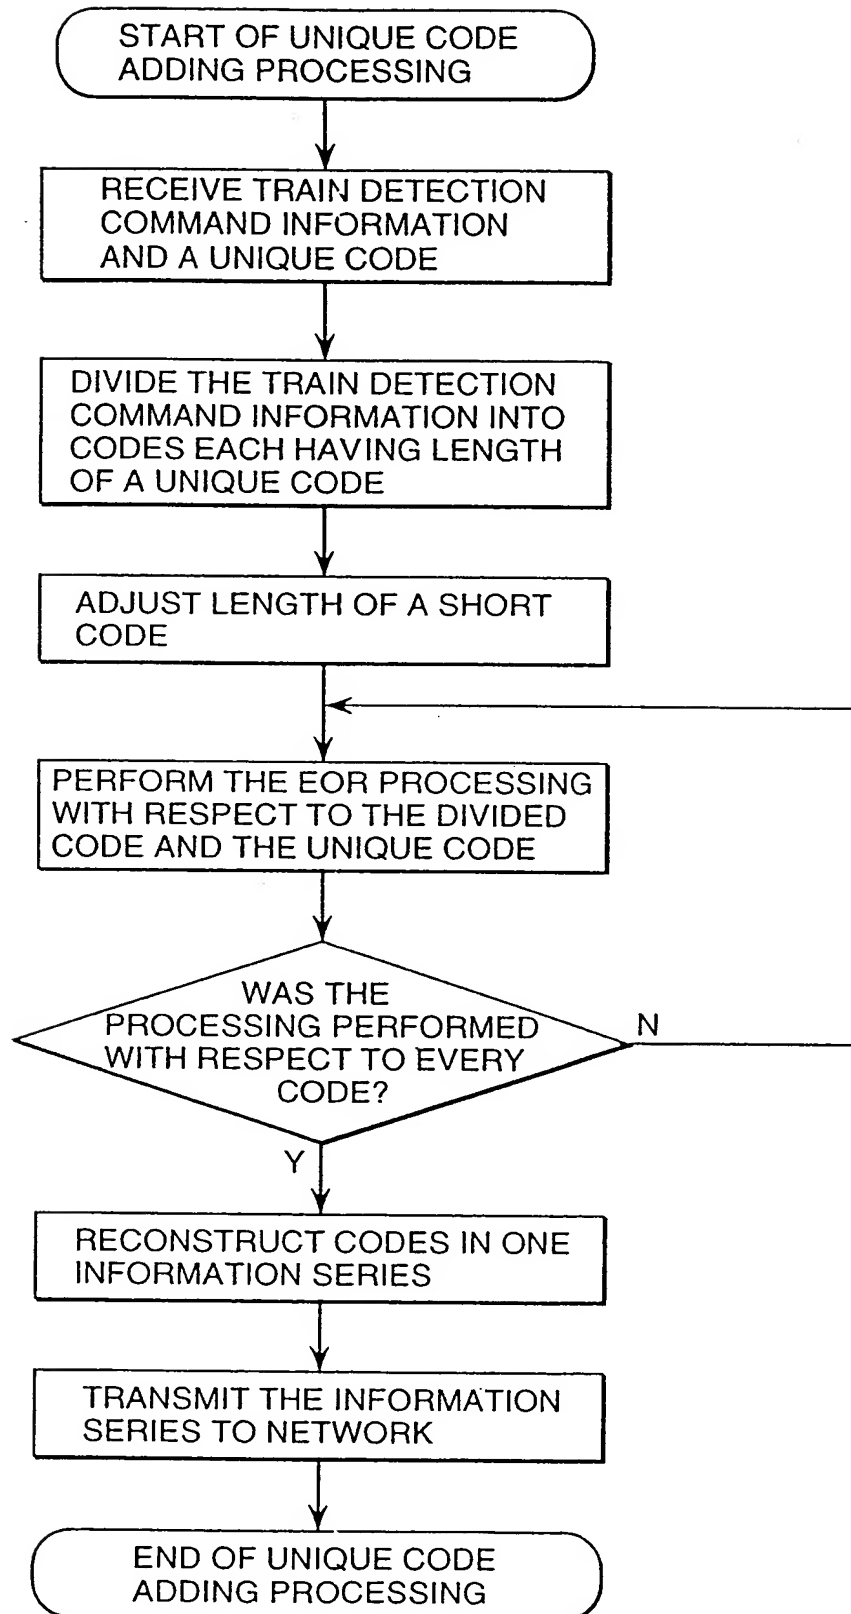 START OF UNIQUE CODE
ADDING PROCESSING
RECEIVE TRAIN DETECTION
COMMAND INFORMATION
AND A UNIQUE CODE
DIVIDE THE TRAIN DETECTION
COMMAND INFORMATION INTO
CODES EACH HAVING LENGTH
OF A UNIQUE CODE
ADJUST LENGTH OF A SHORT
CODE
PERFORM THE EOR PROCESSING
WITH RESPECT TO THE DIVIDED
CODE AND THE UNIQUE CODE
WAS THE
PROCESSING PERFORMED
WITH RESPECT TO EVERY
CODE?
N
Y
RECONSTRUCT CODES IN ONE
INFORMATION SERIES
TRANSMIT THE INFORMATION
SERIES TO NETWORK
END OF UNIQUE CODE
ADDING PROCESSING